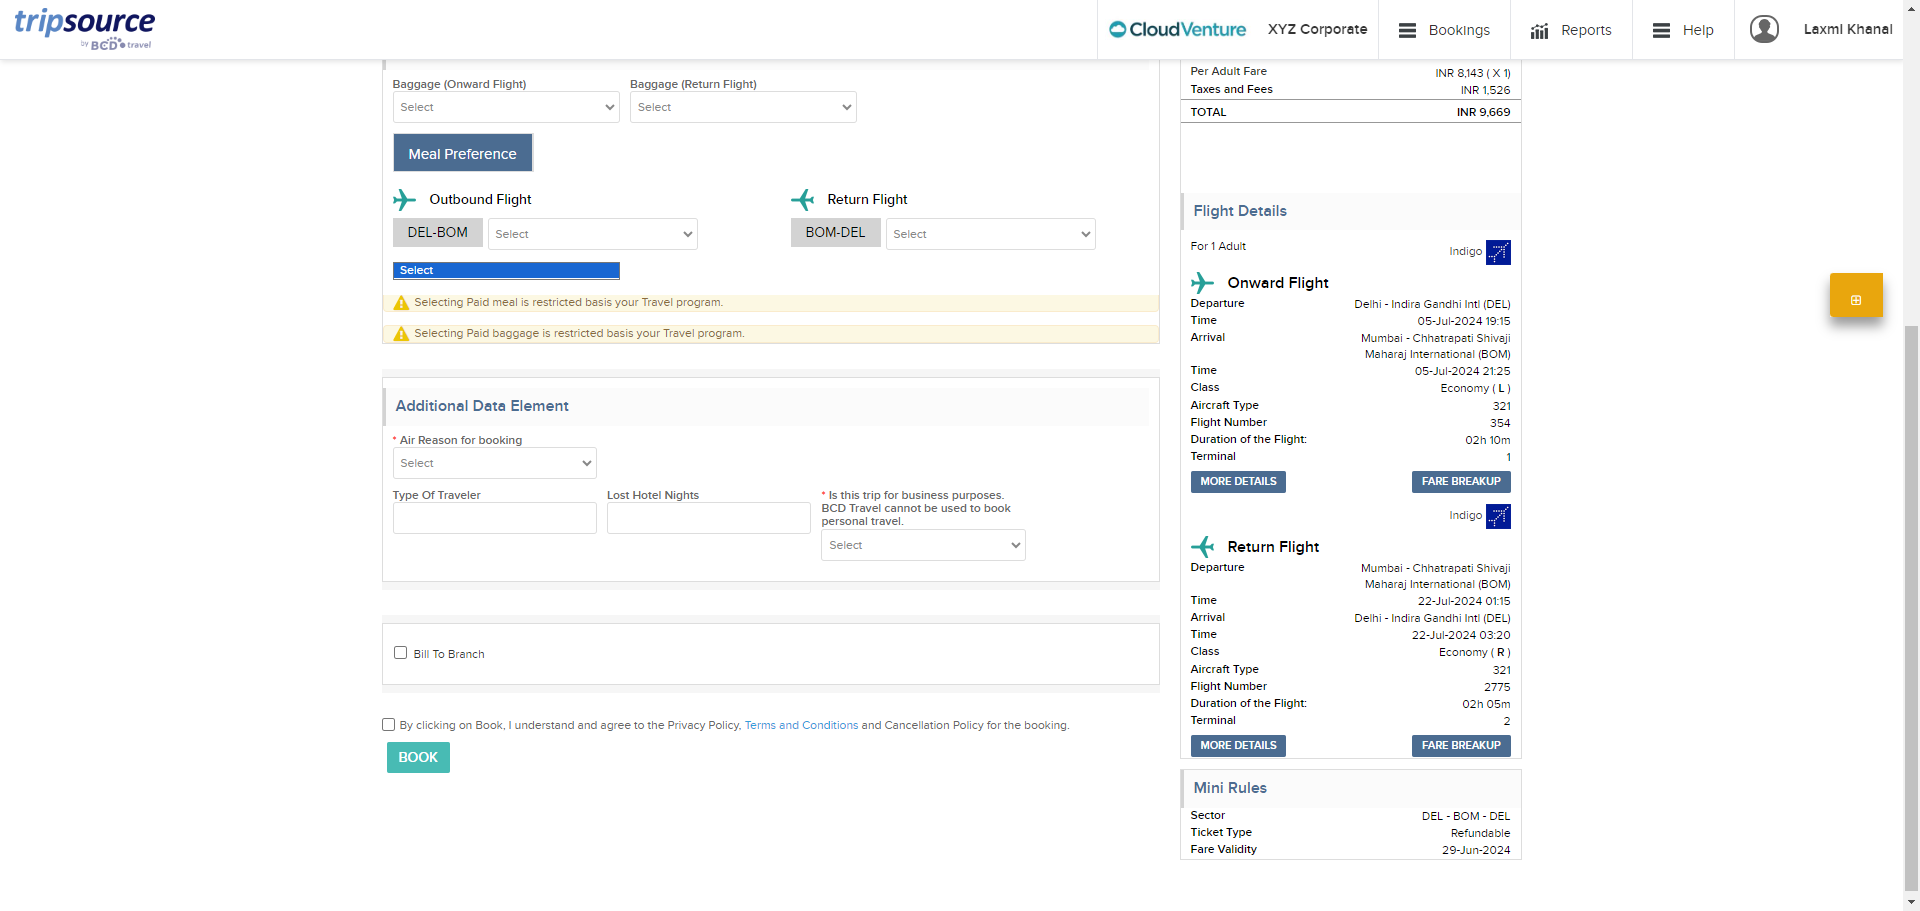 tripsource
by BCD travel
CloudVenture
XYZ Corporate
Bookings
Reports
Help
Laxmi Khanal
Baggage (Onward Flight)
Baggage (Return Flight)
Select
Select
Meal Preference
Outbound Flight
Return Flight
DEL-BOM
Select
BOM-DEL
Select
Select
Selecting Paid meal is restricted basis your Travel program.
Selecting Paid baggage is restricted basis your Travel program.
Additional Data Element
* Air Reason for booking
Select
Type Of Traveler
Lost Hotel Nights
* Is this trip for business purposes.
BCD Travel cannot be used to book
personal travel.
Select
Bill To Branch
By clicking on Book, I understand and agree to the Privacy Policy, Terms and Conditions and Cancellation Policy for the booking.
BOOK
Per Adult Fare INR 8,143 ( X 1)
Taxes and Fees INR 1,526
TOTAL INR 9,669
Flight Details
For 1 Adult Indigo
Onward Flight
Departure Delhi - Indira Gandhi Intl (DEL)
Time 05-Jul-2024 19:15
Arrival Mumbai - Chhatrapati Shivaji
Maharaj International (BOM)
Time 05-Jul-2024 21:25
Class Economy ( L )
Aircraft Type 321
Flight Number 354
Duration of the Flight: 02h 10m
Terminal 1
MORE DETAILS FARE BREAKUP
Indigo
Return Flight
Departure Mumbai - Chhatrapati Shivaji
Maharaj International (BOM)
Time 22-Jul-2024 01:15
Arrival Delhi - Indira Gandhi Intl (DEL)
Time 22-Jul-2024 03:20
Class Economy ( R )
Aircraft Type 321
Flight Number 2775
Duration of the Flight: 02h 05m
Terminal 2
MORE DETAILS FARE BREAKUP
Mini Rules
Sector DEL - BOM - DEL
Ticket Type Refundable
Fare Validity 29-Jun-2024